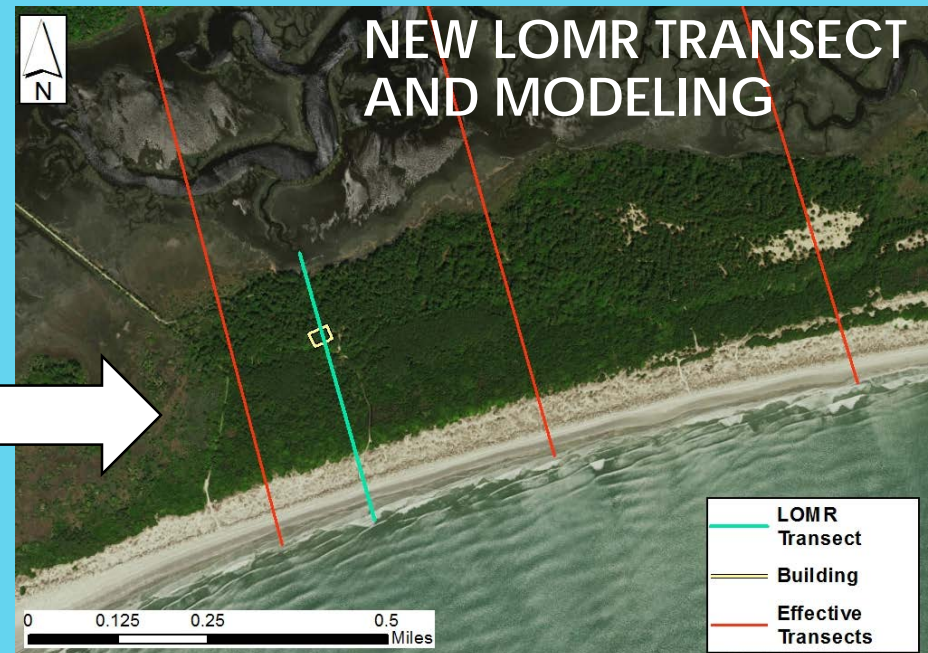 NEW LOMR TRANSECT
AND MODELING
N
LOMR
Transect
Building
Effective
Transects
0 0.125 0.25 0.5
Miles